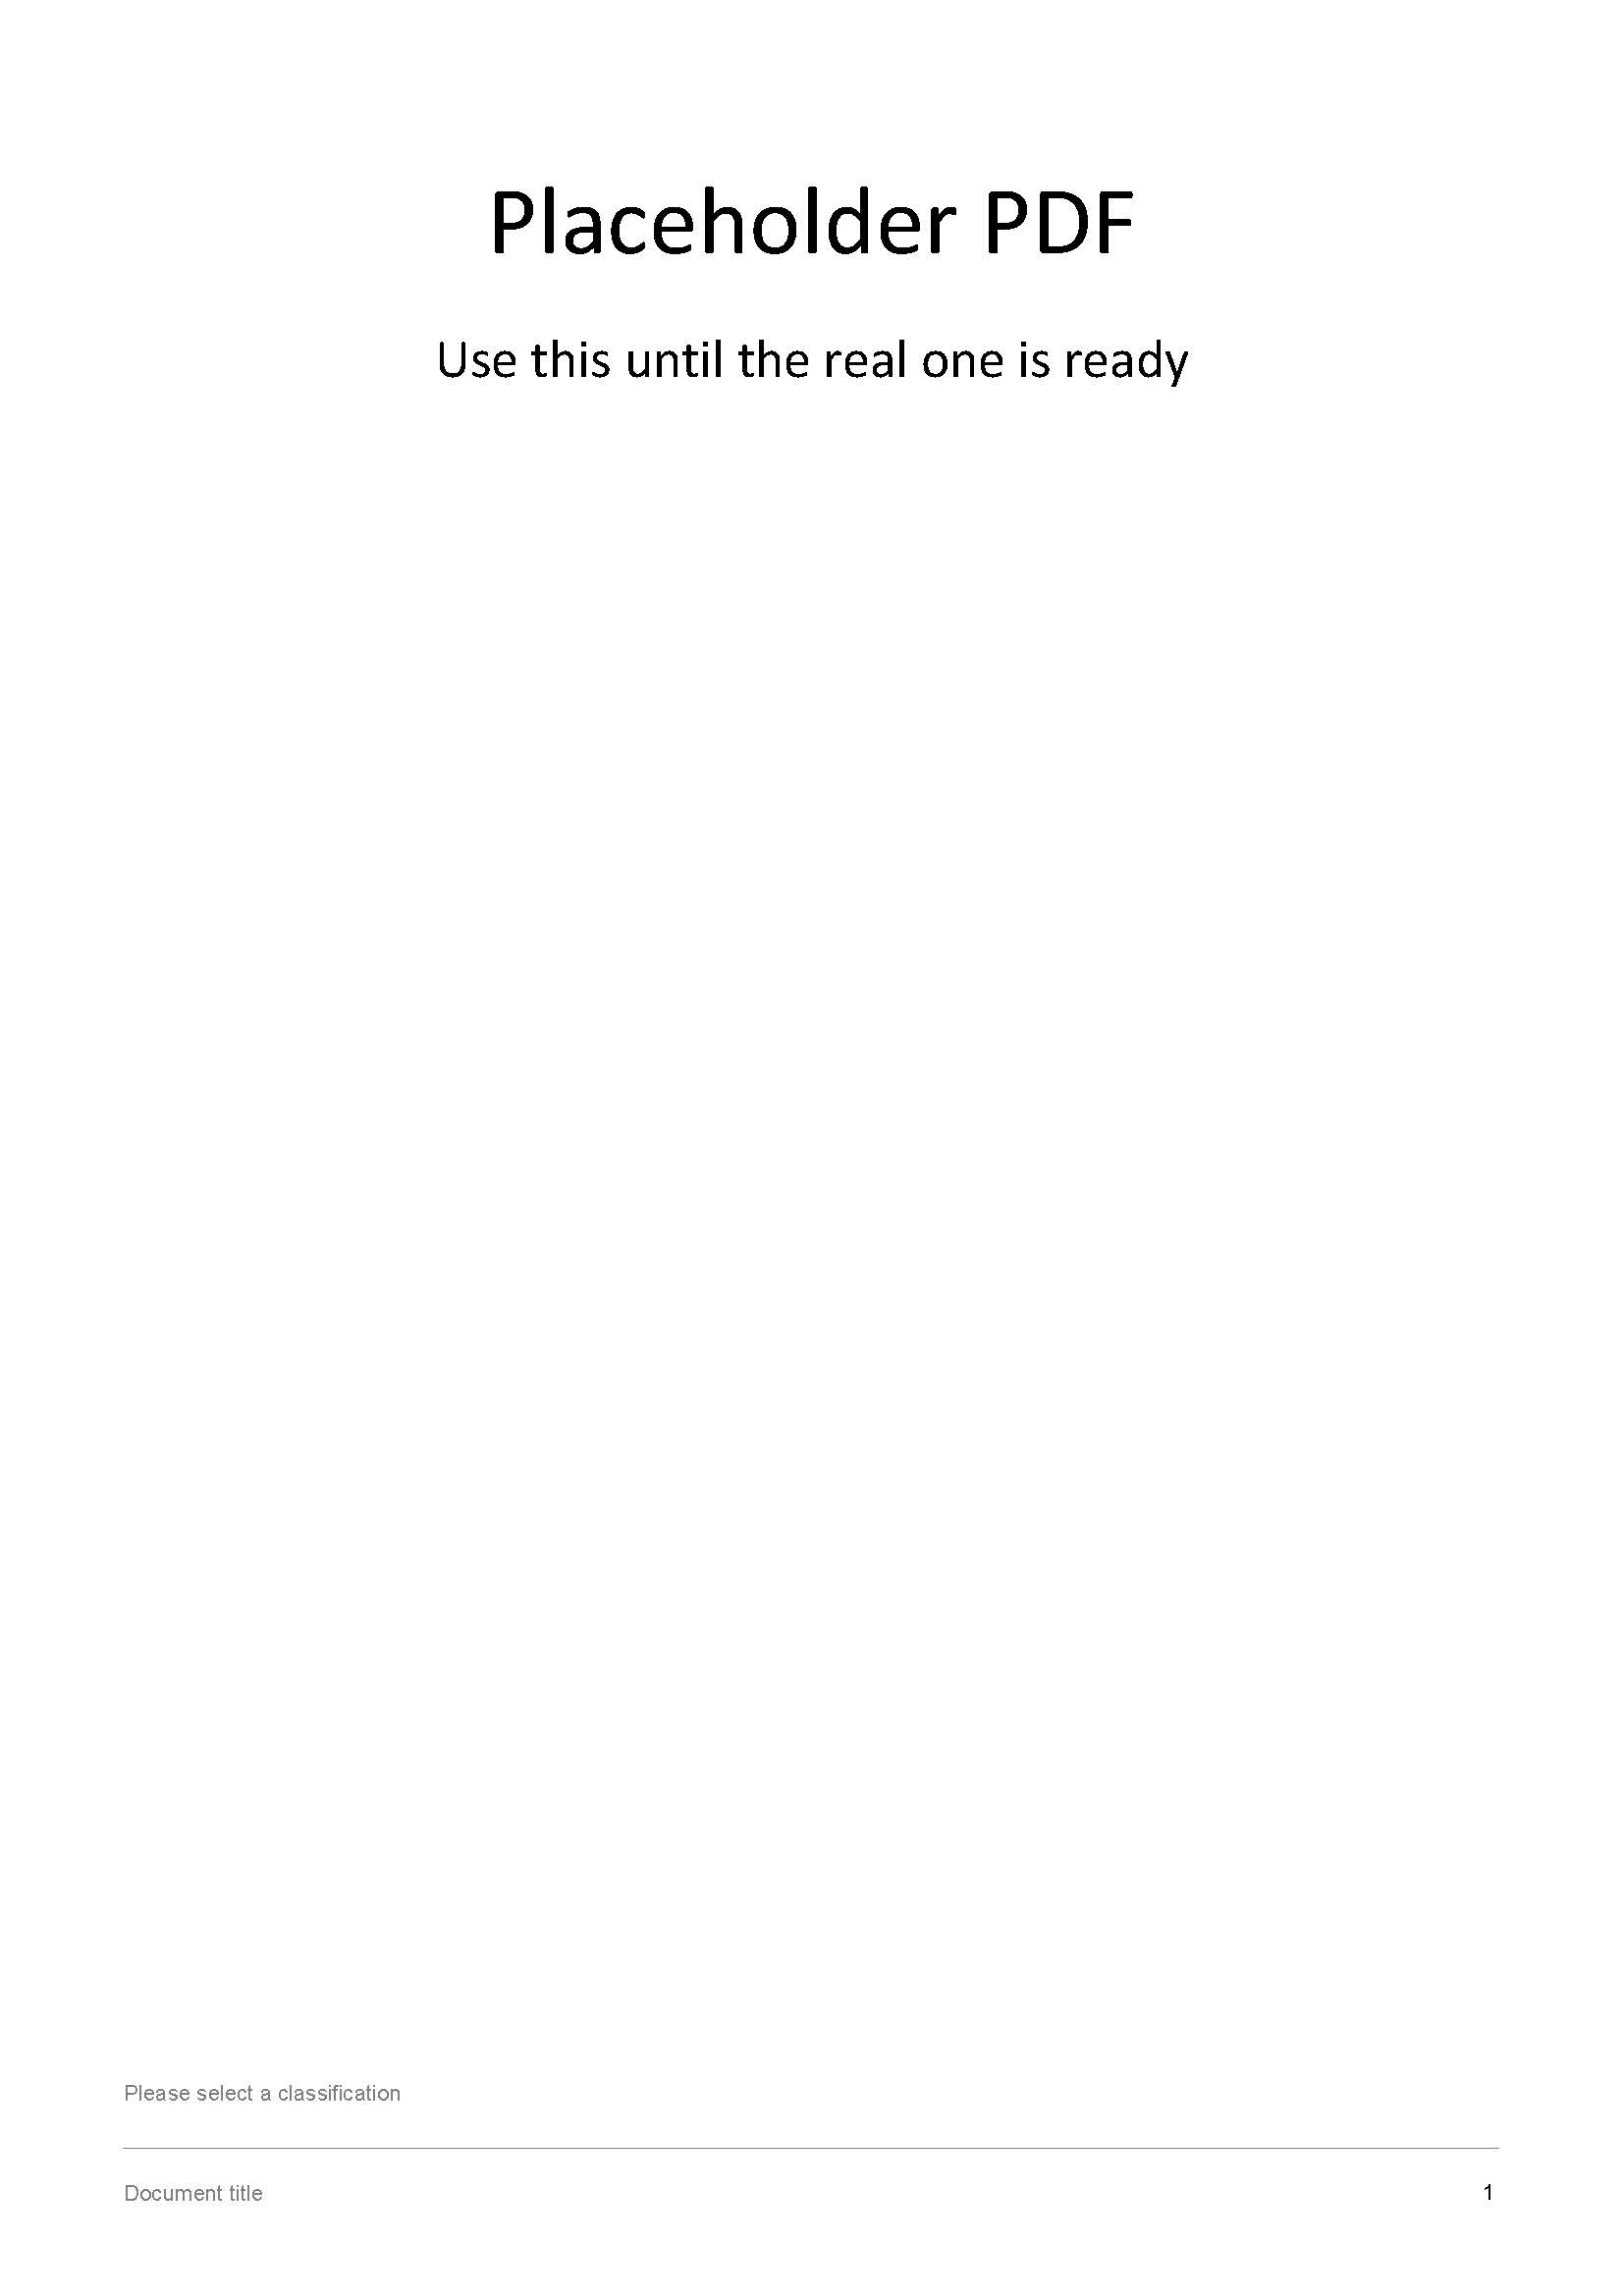 Placeholder PDF
Use this until the real one is ready
Please select a classification
Document title 1